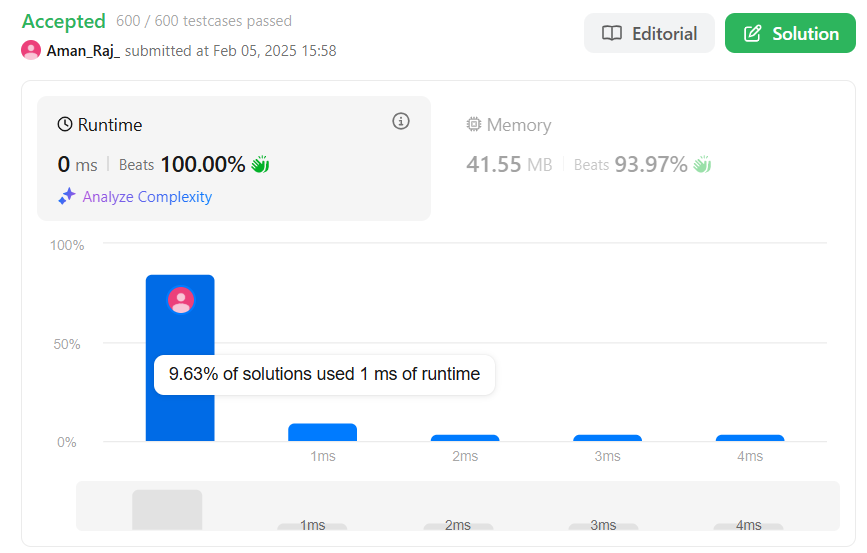 Accepted 600 / 600 testcases passed
Aman_Raj_ submitted at Feb 05, 2025 15:58
Editorial
Solution
Runtime
0 ms | Beats 100.00%
Analyze Complexity
Memory
41.55 MB | Beats 93.97%
100%
50%
0%
9.63% of solutions used 1 ms of runtime
1ms 2ms 3ms 4ms
1ms 2ms 3ms 4ms